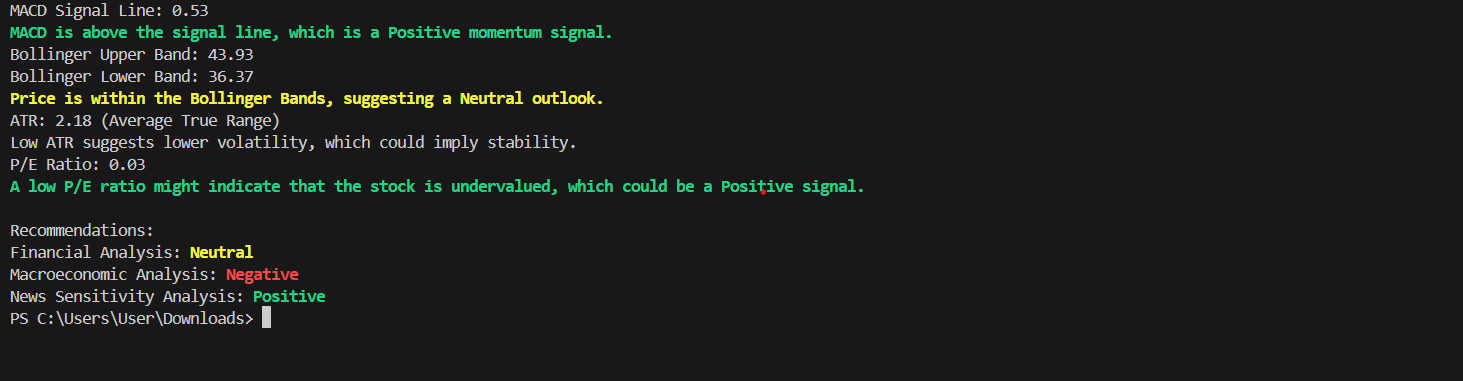 MACD Signal Line: 0.53
MACD is above the signal line, which is a Positive momentum signal.
Bollinger Upper Band: 43.93
Bollinger Lower Band: 36.37
Price is within the Bollinger Bands, suggesting a Neutral outlook.
ATR: 2.18 (Average True Range)
Low ATR suggests lower volatility, which could imply stability.
P/E Ratio: 0.03
A low P/E ratio might indicate that the stock is undervalued, which could be a Positive signal.
Recommendations:
Financial Analysis: Neutral
Macroeconomic Analysis: Negative
News Sensitivity Analysis: Positive
PS C:\Users\User\Downloads>